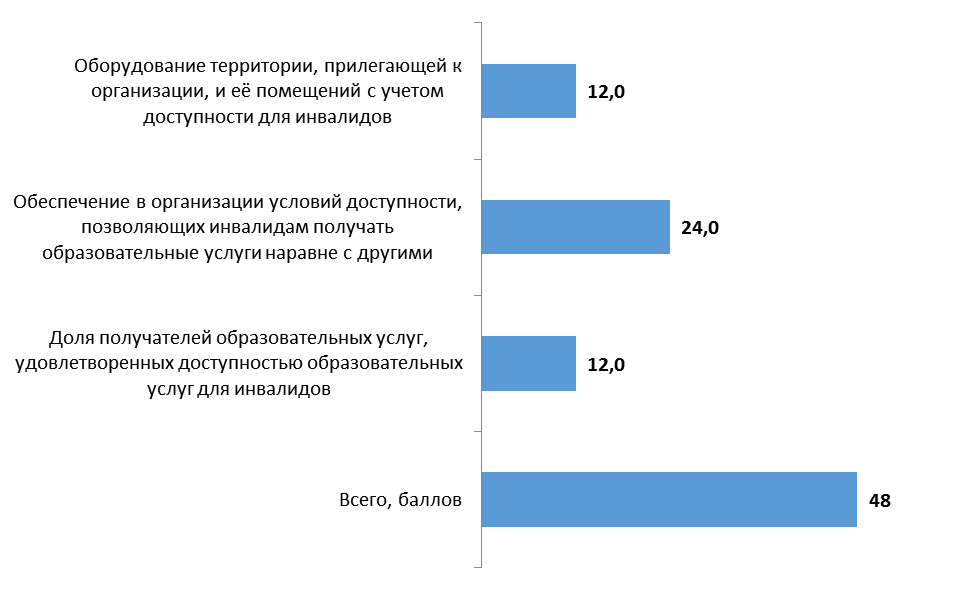 Оборудование территории, прилегающей к
организации, и её помещений с учетом
доступности для инвалидов
12,0
Обеспечение в организации условий доступности,
позволяющих инвалидам получать
образовательные услуги наравне с другими
24,0
Доля получателей образовательных услуг,
удовлетворенных доступностью образовательных
услуг для инвалидов
12,0
Всего, баллов
48